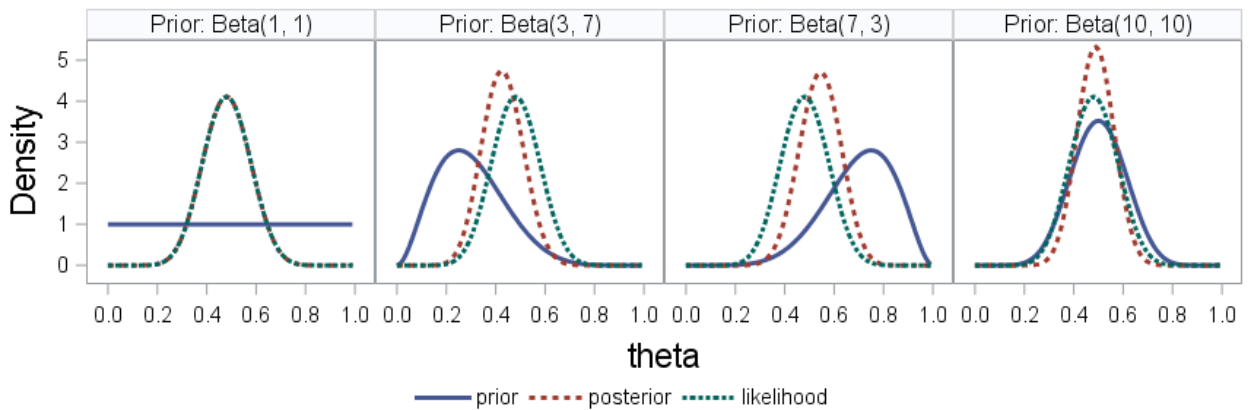 Prior: Beta(1, 1) Prior: Beta(3, 7) Prior: Beta(7, 3) Prior: Beta(10, 10)
5
4
3
2
1
0
Density
0.0 0.2 0.4 0.6 0.8 1.0 0.0 0.2 0.4 0.6 0.8 1.0 0.0 0.2 0.4 0.6 0.8 1.0 0.0 0.2 0.4 0.6 0.8 1.0
theta
prior posterior likelihood